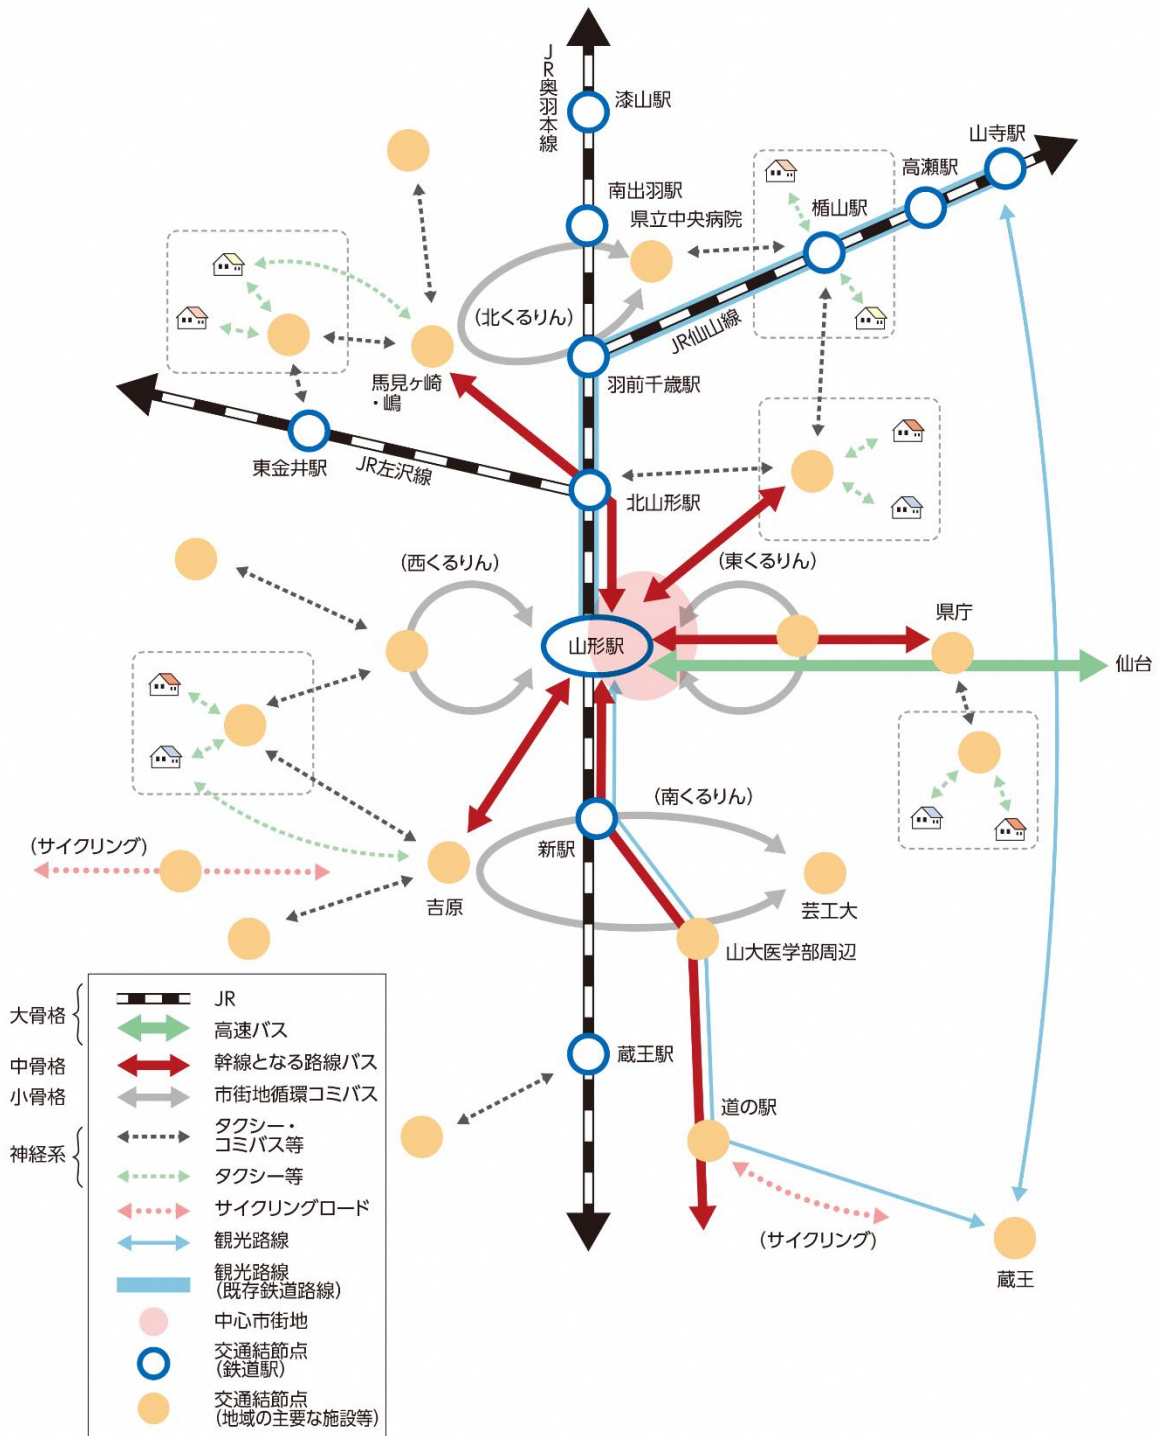 JR奥羽本線
漆山駅
山寺駅
高瀬駅
南出羽駅
楯山駅
県立中央病院
(北くるりん)
JR仙山線
羽前千歳駅
馬見ヶ崎
・嶋
東金井駅
JR左沢線
北山形駅
(西くるりん)
(東くるりん)
県庁
山形駅
仙台
(南くるりん)
新駅
(サイクリング)
吉原
芸工大
山大医学部周辺
蔵王駅
道の駅
(サイクリング)
蔵王
大骨格
JR
高速バス
中骨格
幹線となる路線バス
小骨格
市街地循環コミバス
神経系
タクシー・
コミバス等
タクシー等
サイクリングロード
観光路線
観光路線
(既存鉄道路線)
中心市街地
交通結節点
(鉄道駅)
交通結節点
(地域の主要な施設等)